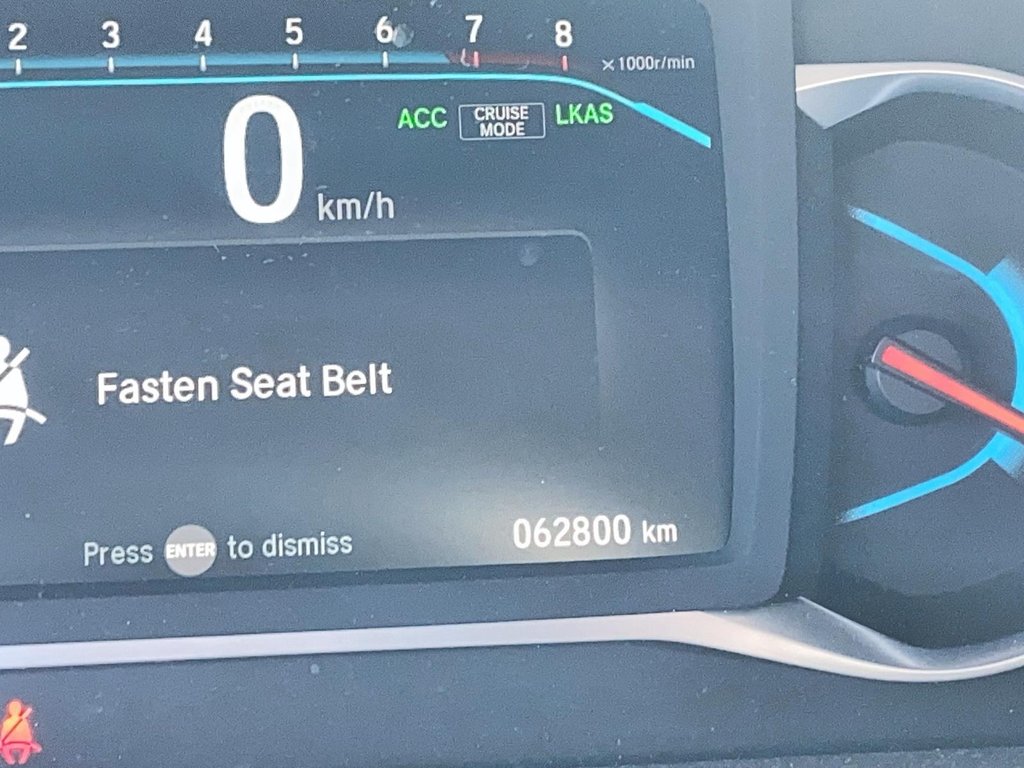 2 3 4 5 6 7 8
×1000r/min
ACC CRUISE MODE LKAS
0 km/h
Fasten Seat Belt
Press ENTER to dismiss
062800 km